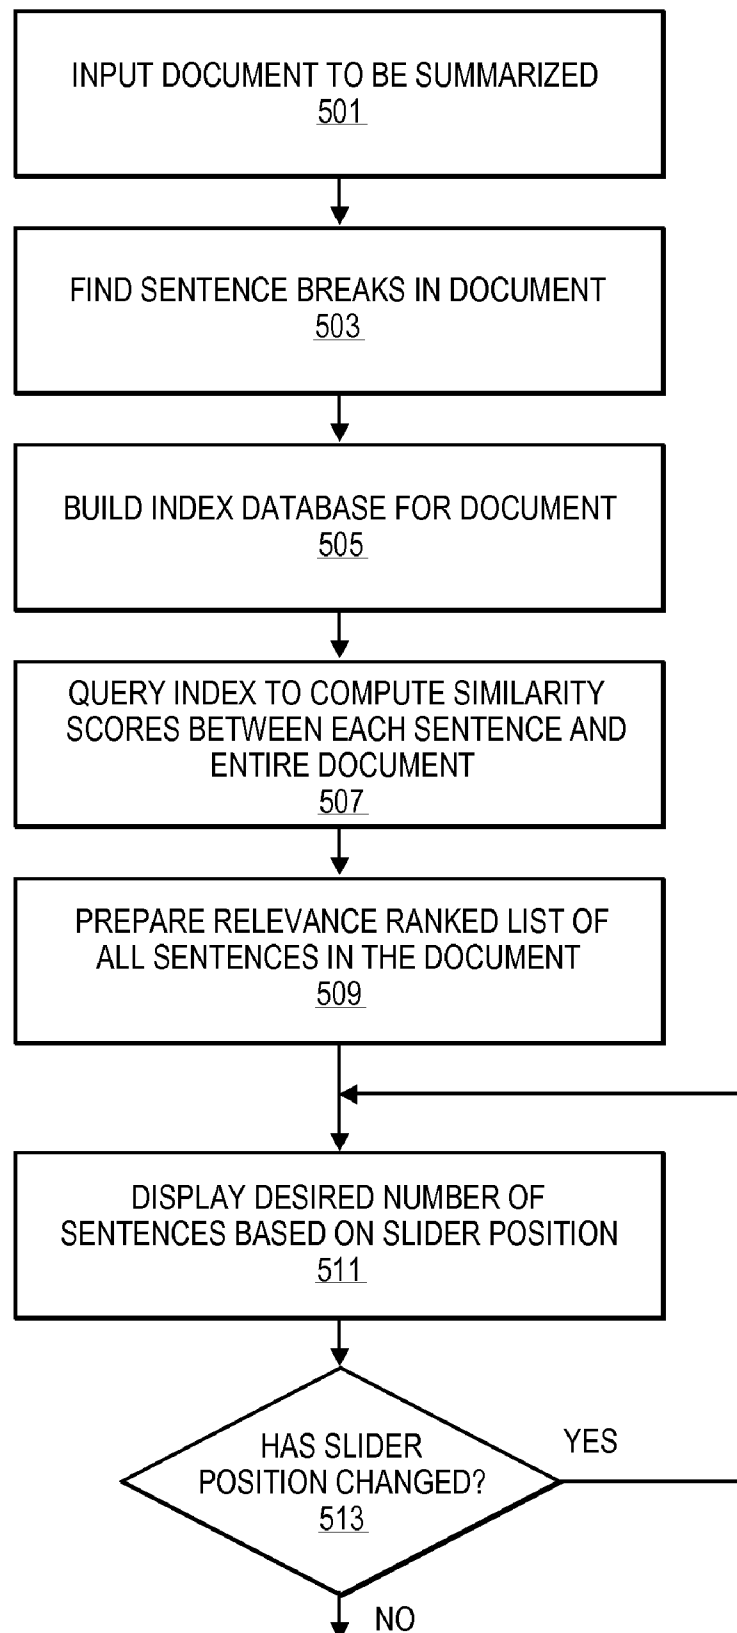 INPUT DOCUMENT TO BE SUMMARIZED
501
FIND SENTENCE BREAKS IN DOCUMENT
503
BUILD INDEX DATABASE FOR DOCUMENT
505
QUERY INDEX TO COMPUTE SIMILARITY
SCORES BETWEEN EACH SENTENCE AND
ENTIRE DOCUMENT
507
PREPARE RELEVANCE RANKED LIST OF
ALL SENTENCES IN THE DOCUMENT
509
DISPLAY DESIRED NUMBER OF
SENTENCES BASED ON SLIDER POSITION
511
HAS SLIDER
POSITION CHANGED?
513
YES
NO